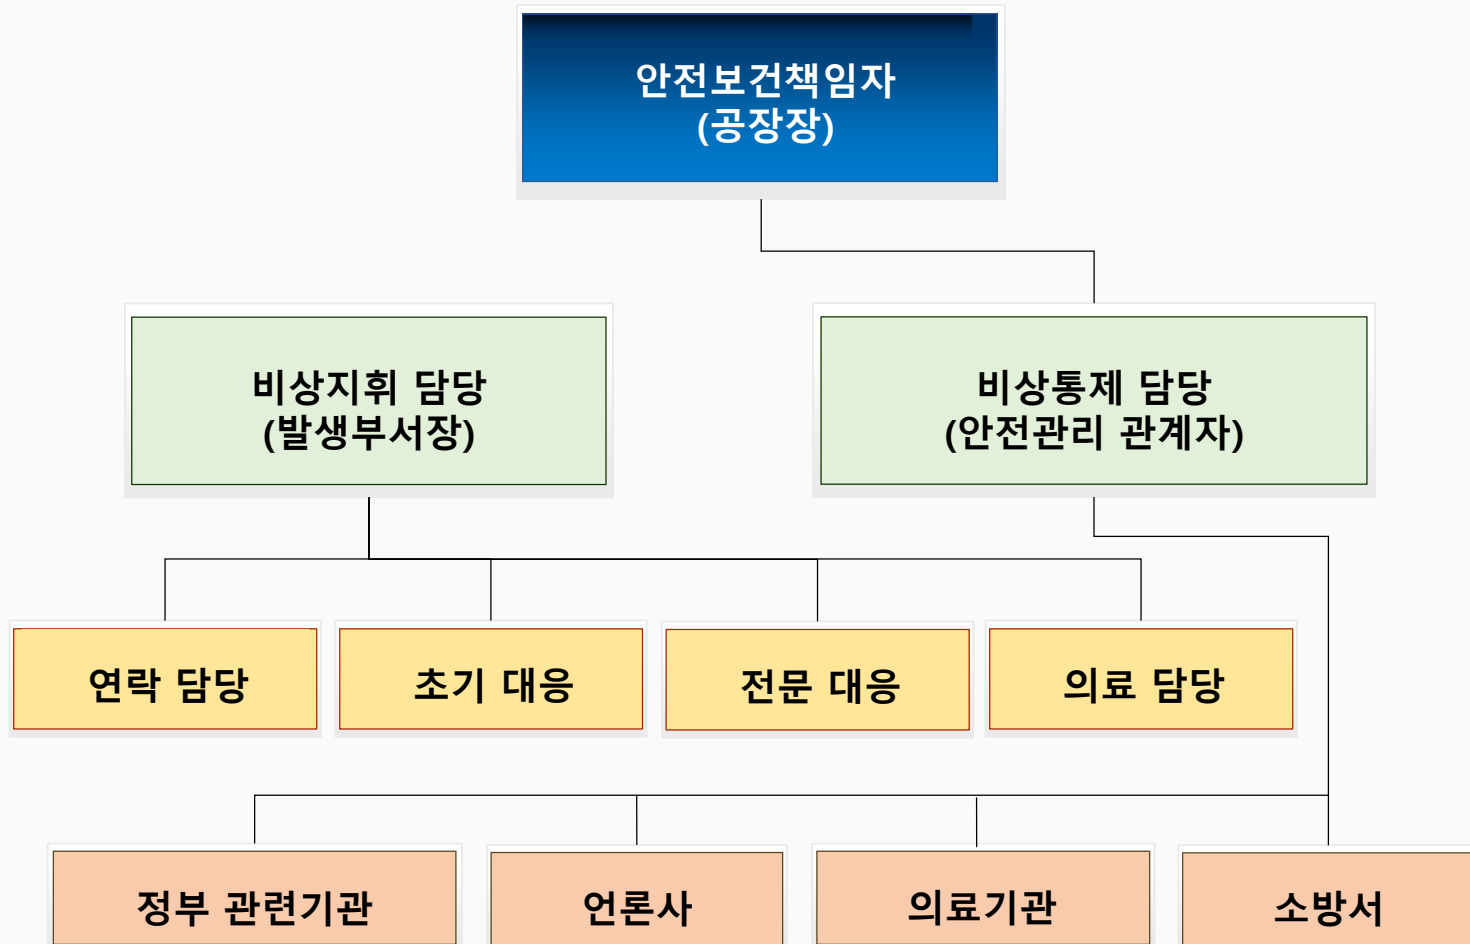 안전보건책임자
(공장장)
비상지휘 담당
(발생부서장)
비상통제 담당
(안전관리 관계자)
연락 담당
초기 대응
전문 대응
의료 담당
정부 관련기관
언론사
의료기관
소방서